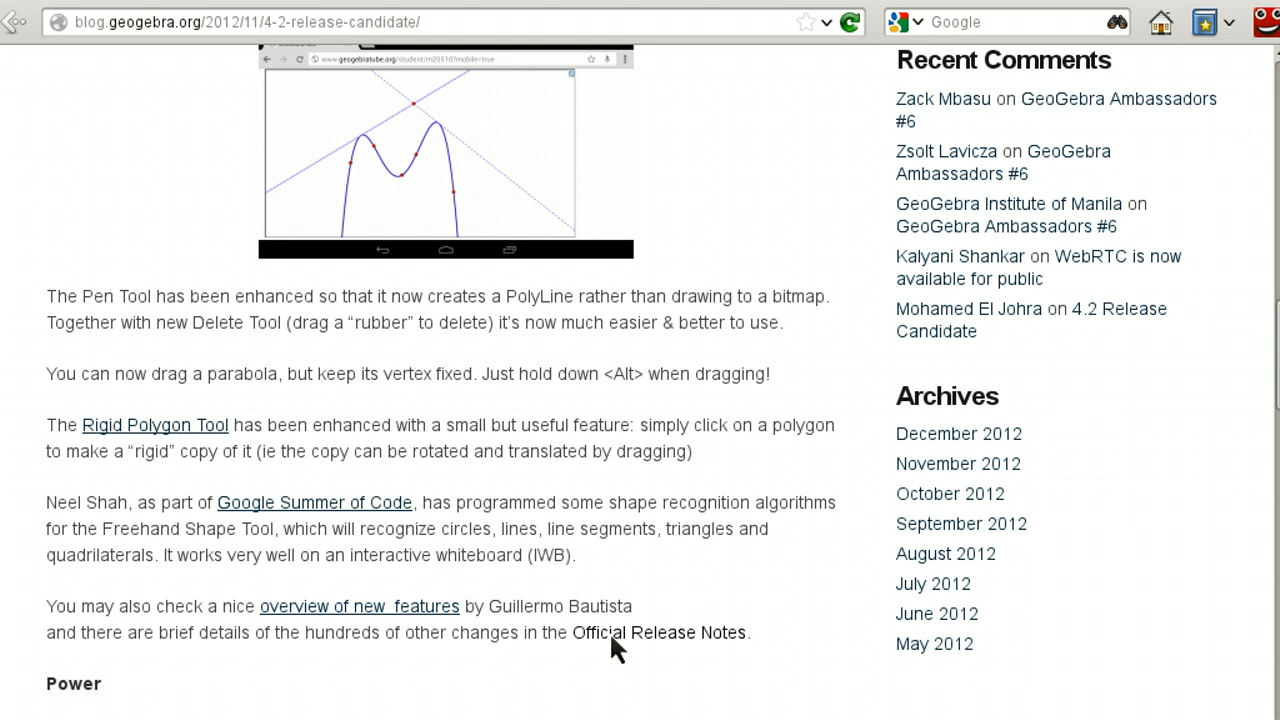 blog.geogebra.org/2012/11/4-2-release-candidate/
Google
www.geogebratube.org/student/m20510?mobile=true
The Pen Tool has been enhanced so that it now creates a PolyLine rather than drawing to a bitmap.
Together with new Delete Tool (drag a “rubber” to delete) it’s now much easier & better to use.
You can now drag a parabola, but keep its vertex fixed. Just hold down <Alt> when dragging!
The Rigid Polygon Tool has been enhanced with a small but useful feature: simply click on a polygon
to make a “rigid” copy of it (ie the copy can be rotated and translated by dragging)
Neel Shah, as part of Google Summer of Code, has programmed some shape recognition algorithms
for the Freehand Shape Tool, which will recognize circles, lines, line segments, triangles and
quadrilaterals. It works very well on an interactive whiteboard (IWB).
You may also check a nice overview of new features by Guillermo Bautista
and there are brief details of the hundreds of other changes in the Official Release Notes.
Power
Recent Comments
Zack Mbasu on GeoGebra Ambassadors
#6
Zsolt Lavicza on GeoGebra
Ambassadors #6
GeoGebra Institute of Manila on
GeoGebra Ambassadors #6
Kalyani Shankar on WebRTC is now
available for public
Mohamed El Johra on 4.2 Release
Candidate
Archives
December 2012
November 2012
October 2012
September 2012
August 2012
July 2012
June 2012
May 2012